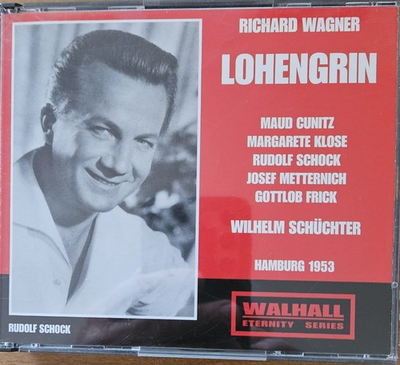 RICHARD WAGNER
LOHENGRIN
MAUD CUNITZ
MARGARETE KLOSE
RUDOLF SCHOCK
JOSEF METTERNICH
GOTTLOB FRICK
WILHELM SCHÜCHTER
HAMBURG 1953
WALHALL
ETERNITY SERIES
RUDOLF SCHOCK